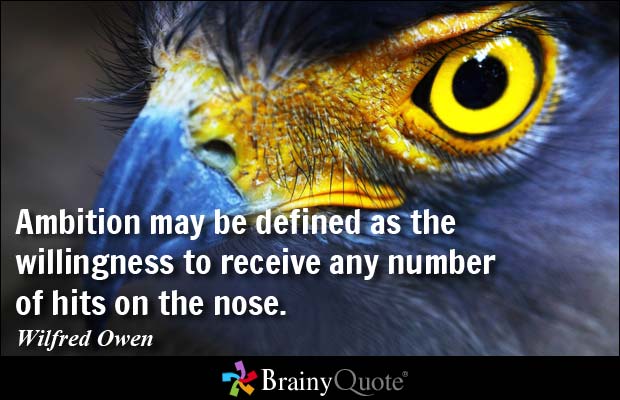 Ambition may be defined as the
willingness to receive any number
of hits on the nose.
Wilfred Owen
BrainyQuote®